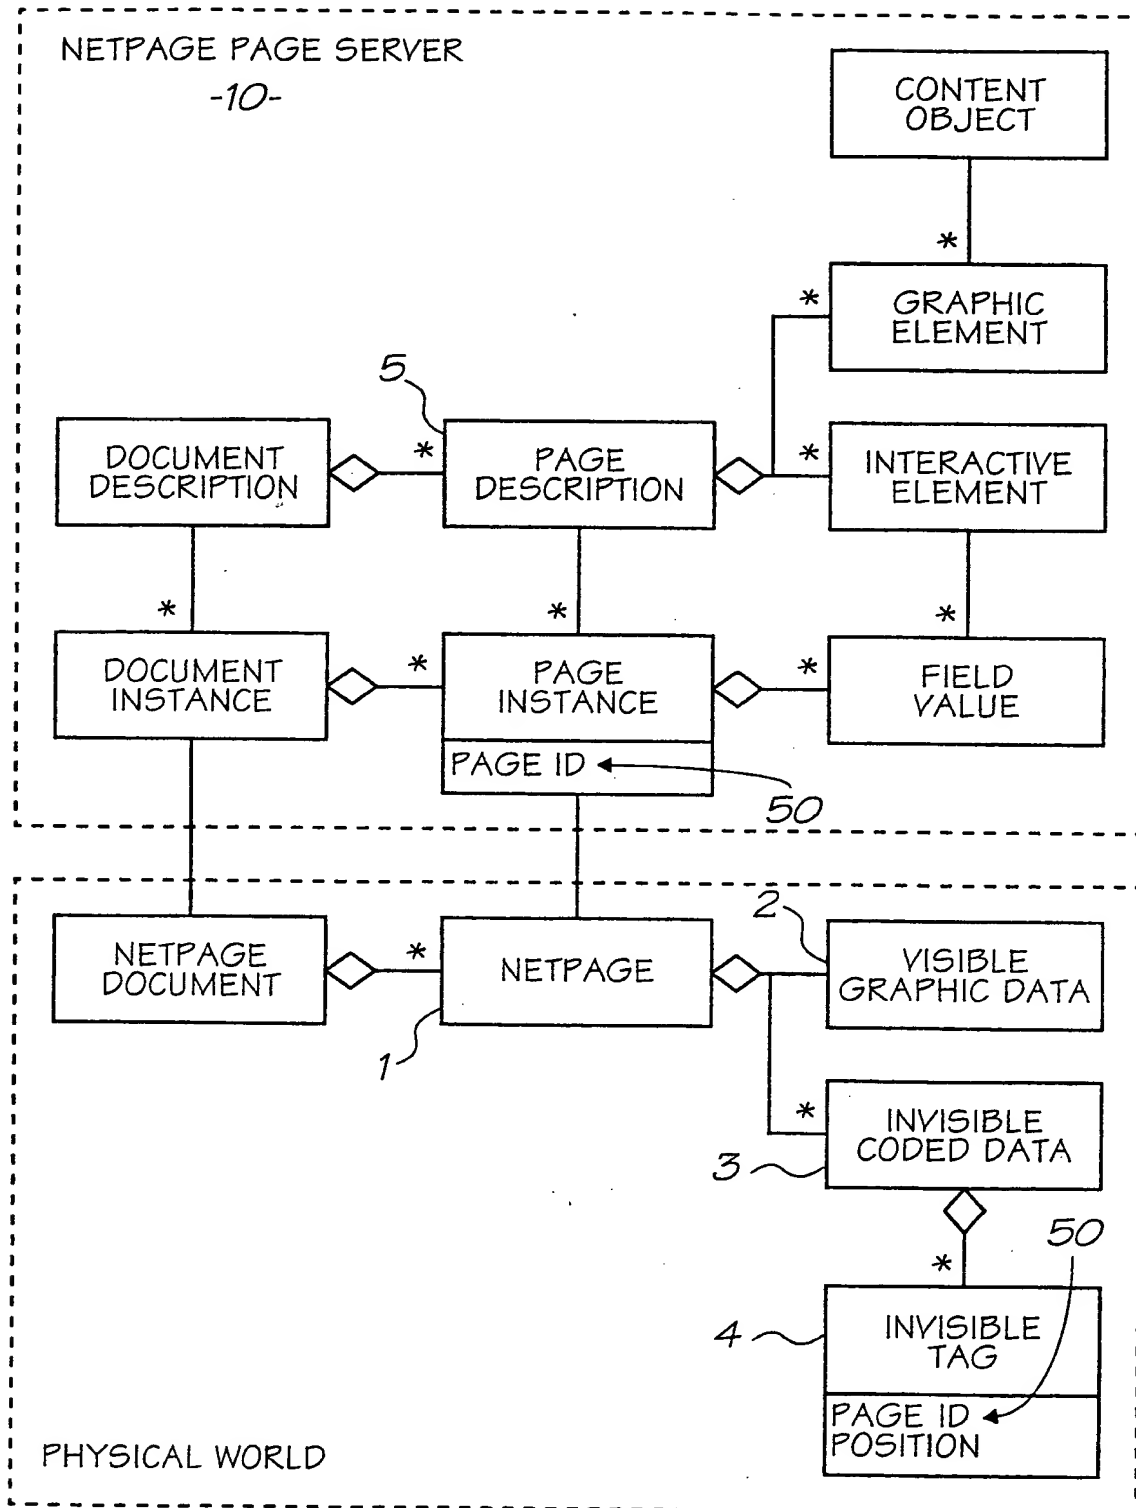 NETPAGE PAGE SERVER
-10-
CONTENT
OBJECT
*
GRAPHIC
ELEMENT
*
5
DOCUMENT
DESCRIPTION
*
PAGE
DESCRIPTION
*
INTERACTIVE
ELEMENT
*
*
*
DOCUMENT
INSTANCE
*
PAGE
INSTANCE
*
FIELD
VALUE
PAGE ID
50
2
NETPAGE
DOCUMENT
*
NETPAGE
VISIBLE
GRAPHIC DATA
1
*
INVISIBLE
CODED DATA
3
50
*
4
INVISIBLE
TAG
PAGE ID
POSITION
PHYSICAL WORLD